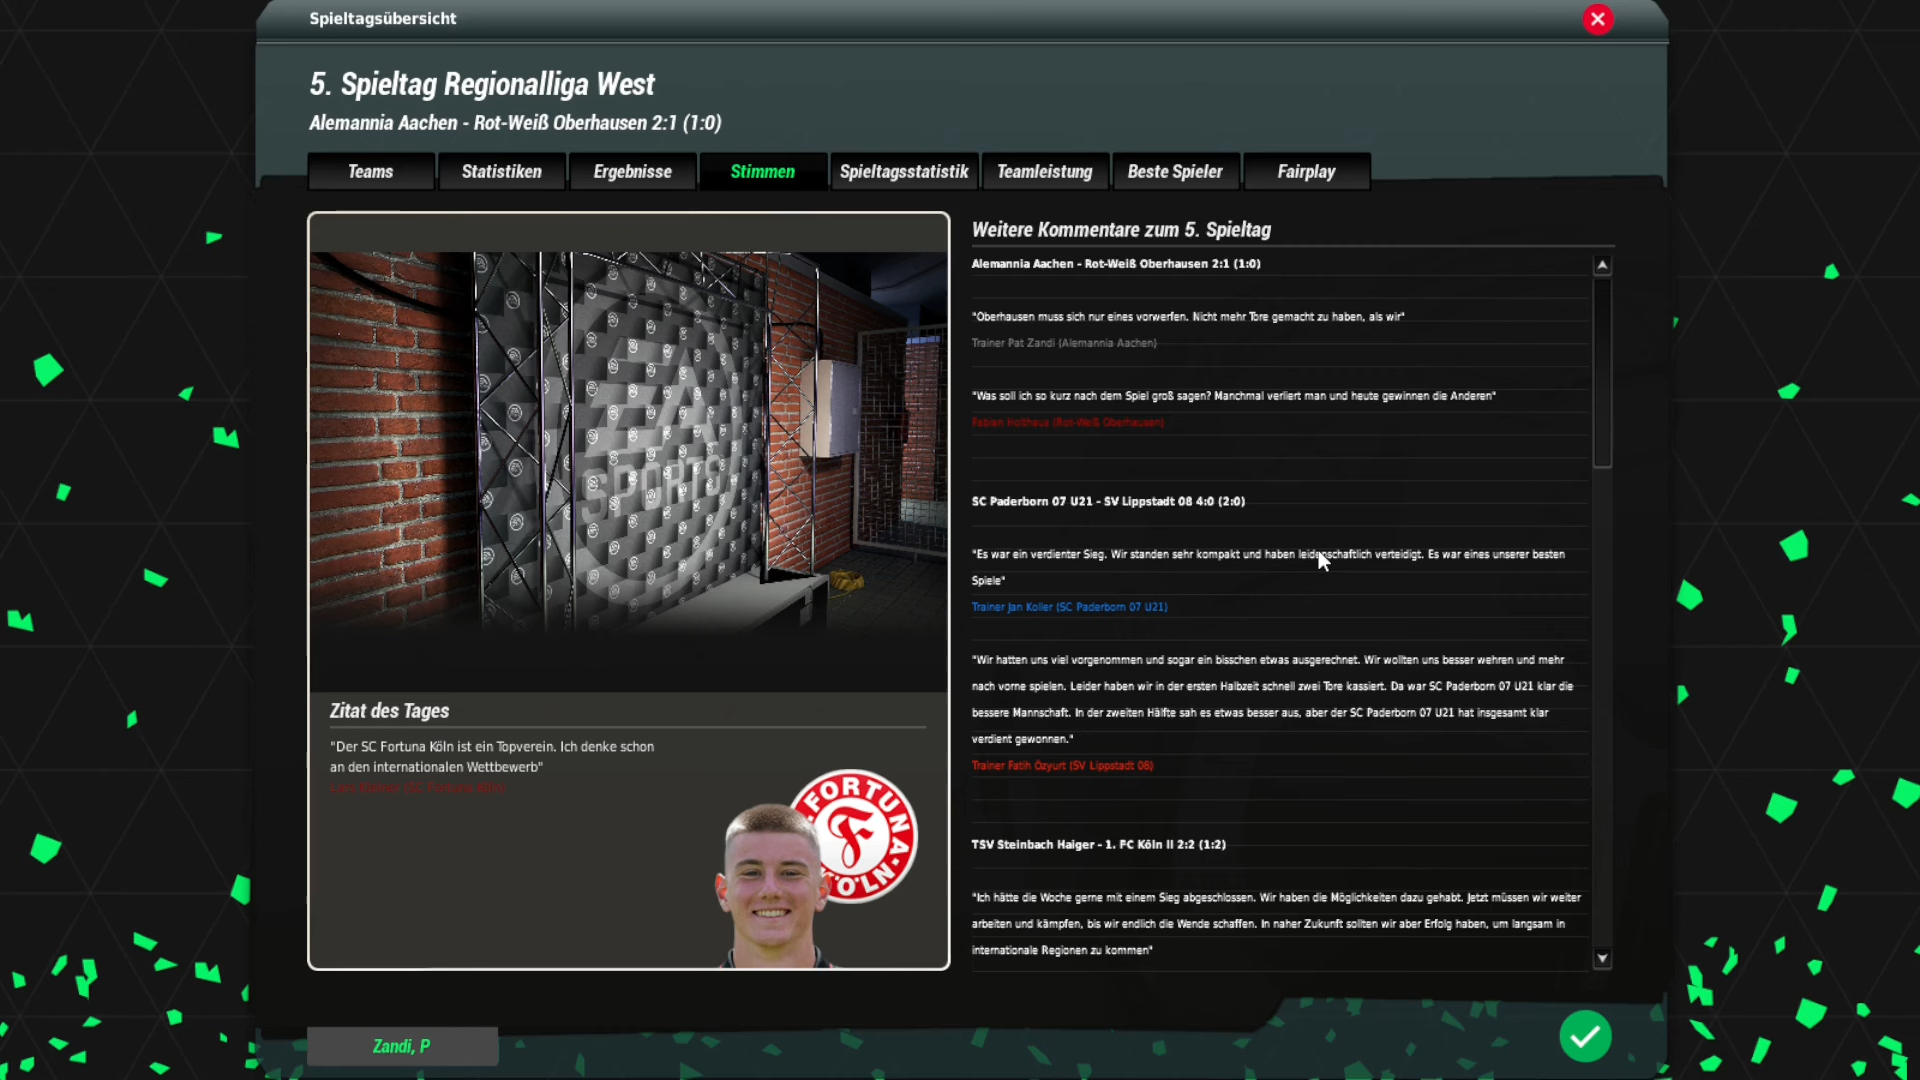 Spieltagsübersicht
5. Spieltag Regionalliga West
Alemannia Aachen - Rot-Weiß Oberhausen 2:1 (1:0)
Teams
Statistiken
Ergebnisse
Stimmen
Spieltagsstatistik
Teamleistung
Beste Spieler
Fairplay
EA
SPORTS
Zitat des Tages
"Der SC Fortuna Köln ist ein Topverein. Ich denke schon
an den internationalen Wettbewerb"
FORTUNA
KÖLN
Weitere Kommentare zum 5. Spieltag
Alemannia Aachen - Rot-Weiß Oberhausen 2:1 (1:0)
"Oberhausen muss sich nur eines vorwerfen. Nicht mehr Tore gemacht zu haben, als wir"
Trainer Pat Zandi (Alemannia Aachen)
"Was soll ich so kurz nach dem Spiel groß sagen? Manchmal verliert man und heute gewinnen die Anderen"
Fabian Holthaus (Rot-Weiß Oberhausen)
SC Paderborn 07 U21 - SV Lippstadt 08 4:0 (2:0)
"Es war ein verdienter Sieg. Wir standen sehr kompakt und haben leidenschaftlich verteidigt. Es war eines unserer besten
Spiele"
Trainer Jan Koller (SC Paderborn 07 U21)
"Wir hatten uns viel vorgenommen und sogar ein bisschen etwas ausgerechnet. Wir wollten uns besser wehren und mehr
nach vorne spielen. Leider haben wir in der ersten Halbzeit schnell zwei Tore kassiert. Da war SC Paderborn 07 U21 klar die
bessere Mannschaft. In der zweiten Hälfte sah es etwas besser aus, aber der SC Paderborn 07 U21 hat insgesamt klar
verdient gewonnen."
Trainer Fatih Özyurt (SV Lippstadt 08)
TSV Steinbach Haiger - 1. FC Köln II 2:2 (1:2)
"Ich hätte die Woche gerne mit einem Sieg abgeschlossen. Wir haben die Möglichkeiten dazu gehabt. Jetzt müssen wir weiter
arbeiten und kämpfen, bis wir endlich die Wende schaffen. In naher Zukunft sollten wir aber Erfolg haben, um langsam in
internationale Regionen zu kommen"
Zandi, P